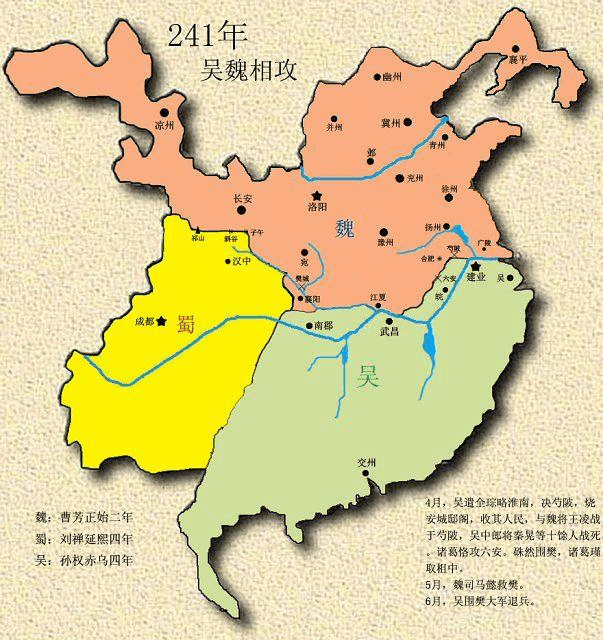 241年
吴魏相攻
襄平
幽州
凉州
并州
冀州
青州
邺
兖州
徐州
长安
洛阳
魏
豫州
扬州
祁山
斜谷
子午
芍陂
广陵
汉中
宛
合肥
樊城
六安
建业
吴
襄阳
皖
江夏
成都
蜀
南郡
武昌
吴
交州
魏:曹芳正始二年
蜀:刘禅延熙四年
吴:孙权赤乌四年
4月,吴遣全琮略淮南,决芍陂,烧
安城邸阁,收其人民,与魏将王凌战
于芍陂,吴中郎将秦晃等十馀人战死
。诸葛恪攻六安。硃然围樊,诸葛瑾
取柤中。
5月,魏司马懿救樊。
6月,吴围樊大军退兵。